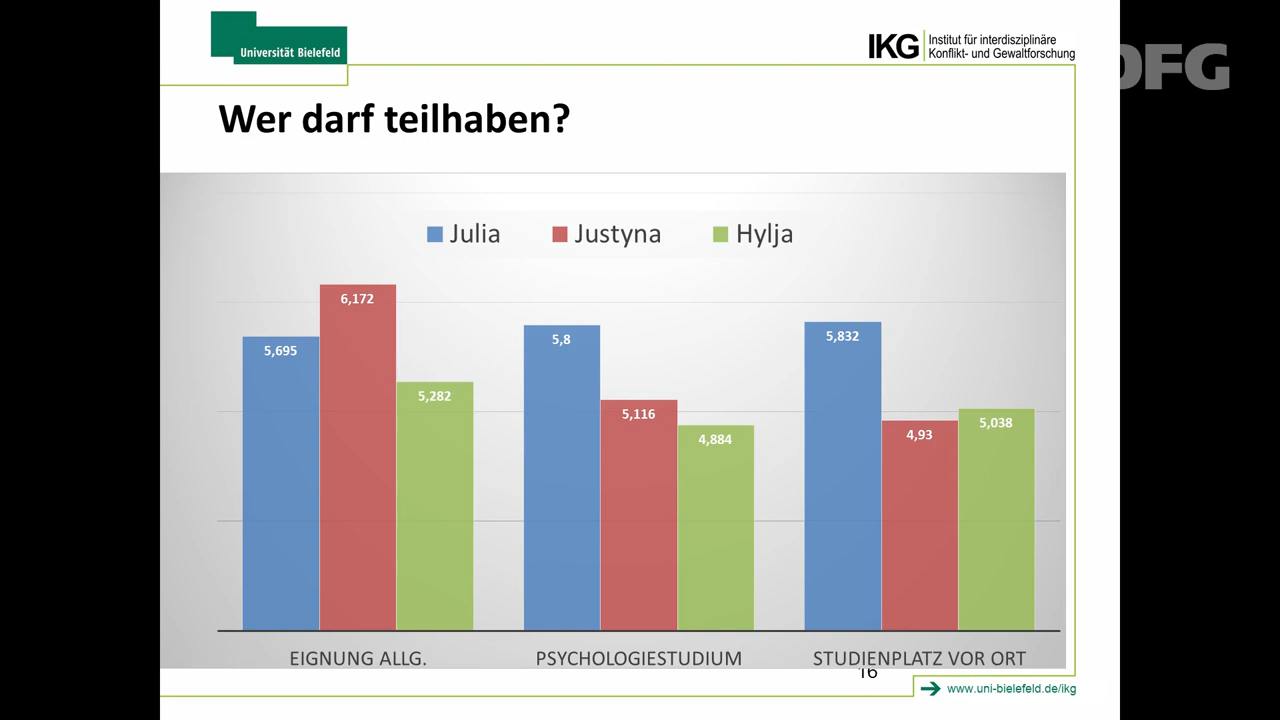 Universität Bielefeld
IKG
Institut für interdisziplinäre
Konflikt- und Gewaltforschung
DFG
Wer darf teilhaben?
Julia Justyna Hylja
5,695 6,172 5,282
5,8 5,116 4,884
5,832 4,93 5,038
EIGNUNG ALLG. PSYCHOLOGIESTUDIUM STUDIENPLATZ VOR ORT
16
www.uni-bielefeld.de/ikg